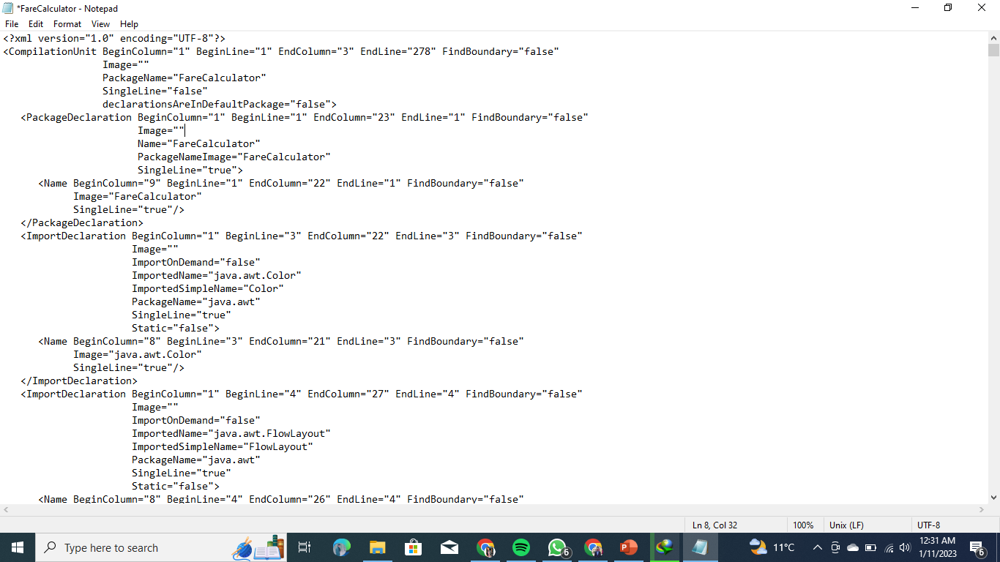 *FareCalculator - Notepad
File Edit Format View Help
<?xml version="1.0" encoding="UTF-8"?>
<CompilationUnit BeginColumn="1" BeginLine="1" EndColumn="3" EndLine="278" FindBoundary="false"
                 Image=""
                 PackageName="FareCalculator"
                 SingleLine="false"
                 declarationsAreInDefaultPackage="false">
   <PackageDeclaration BeginColumn="1" BeginLine="1" EndColumn="23" EndLine="1" FindBoundary="false"
                       Image=""
                       Name="FareCalculator"
                       PackageNameImage="FareCalculator"
                       SingleLine="true">
      <Name BeginColumn="9" BeginLine="1" EndColumn="22" EndLine="1" FindBoundary="false"
            Image="FareCalculator"
            SingleLine="true"/>
   </PackageDeclaration>
   <ImportDeclaration BeginColumn="1" BeginLine="3" EndColumn="22" EndLine="3" FindBoundary="false"
                      Image=""
                      ImportOnDemand="false"
                      ImportedName="java.awt.Color"
                      ImportedSimpleName="Color"
                      PackageName="java.awt"
                      SingleLine="true"
                      Static="false">
      <Name BeginColumn="8" BeginLine="3" EndColumn="21" EndLine="3" FindBoundary="false"
            Image="java.awt.Color"
            SingleLine="true"/>
   </ImportDeclaration>
   <ImportDeclaration BeginColumn="1" BeginLine="4" EndColumn="27" EndLine="4" FindBoundary="false"
                      Image=""
                      ImportOnDemand="false"
                      ImportedName="java.awt.FlowLayout"
                      ImportedSimpleName="FlowLayout"
                      PackageName="java.awt"
                      SingleLine="true"
                      Static="false">
      <Name BeginColumn="8" BeginLine="4" EndColumn="26" EndLine="4" FindBoundary="false"
Ln 8, Col 32 100% Unix (LF) UTF-8
Type here to search 6 11°C 12:31 AM
1/11/2023 6